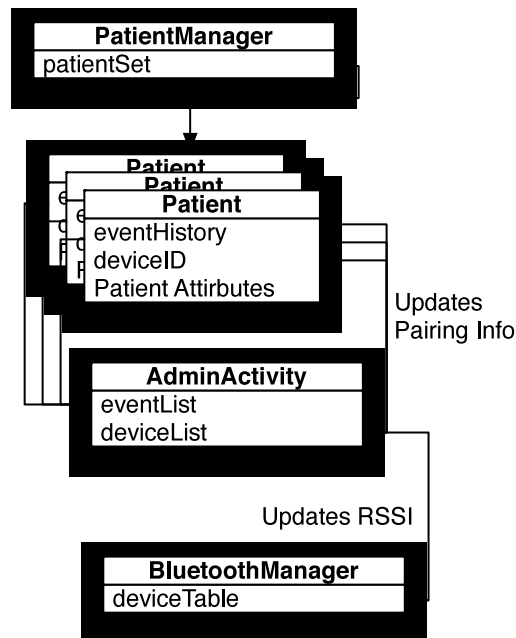 PatientManager
patientSet
Patient
Patient
Patient
eventHistory
deviceID
Patient Attirbutes
Updates
Pairing Info
AdminActivity
eventList
deviceList
Updates RSSI
BluetoothManager
deviceTable